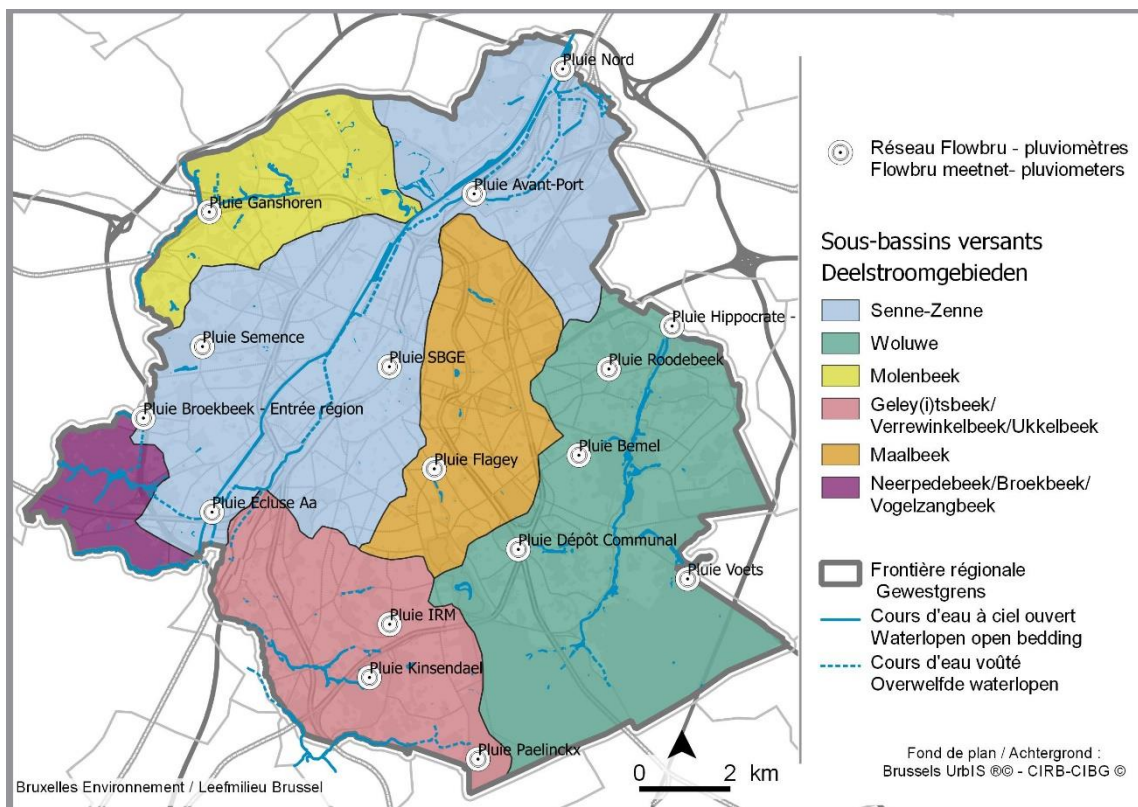 Pluie Nord
Pluie Avant-Port
Pluie Ganshoren
Pluie Hippocrate -
Pluie Semence
Pluie SBGE
Pluie Roodebeek
Pluie Broekbeek - Entrée région
Pluie Bemel
Pluie Flagey
Pluie Ecluse Aa
Pluie Dépôt Communal
Pluie Voets
Pluie IRM
Pluie Kinsendael
Pluie Paelinckx
0 2 km
Bruxelles Environnement / Leefmilieu Brussel
Réseau Flowbru - pluviomètres
Flowbru meetnet- pluviometers
Sous-bassins versants
Deelstroomgebieden
Senne-Zenne
Woluwe
Molenbeek
Geley(i)tsbeek/
Verrewinkelbeek/Ukkelbeek
Maalbeek
Neerpedebeek/Broekbeek/
Vogelzangbeek
Frontière régionale
Gewestgrens
Cours d'eau à ciel ouvert
Waterlopen open bedding
Cours d'eau voûté
Overwelfde waterlopen
Fond de plan / Achtergrond :
Brussels UrbIS ®© - CIRB-CIBG ©